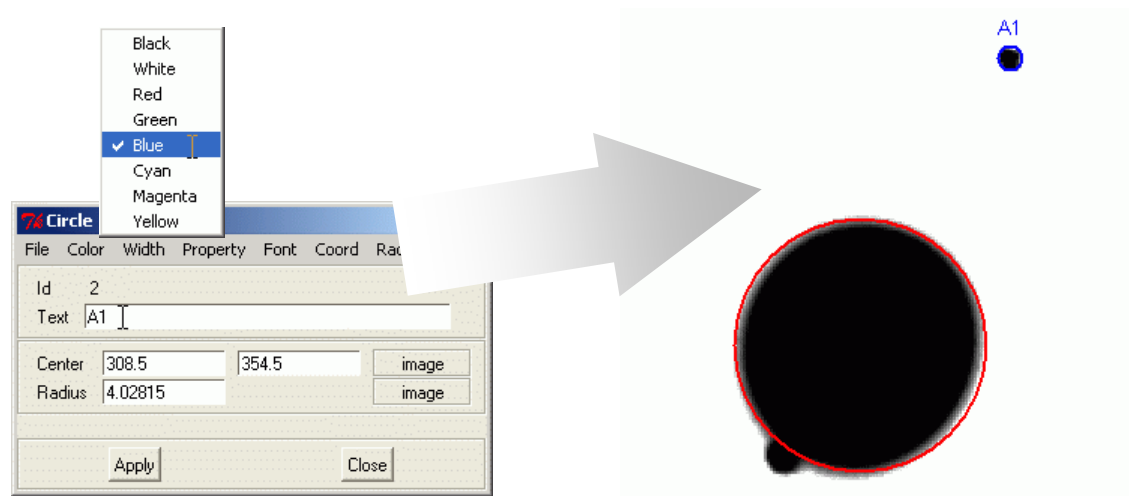 Black
White
Red
Green
Blue
Cyan
Magenta
Yellow
Circle
File Color Width Property Font Coord
Id 2
Text A1
Center 308.5 354.5 image
Radius 4.02815 image
Apply Close
A1